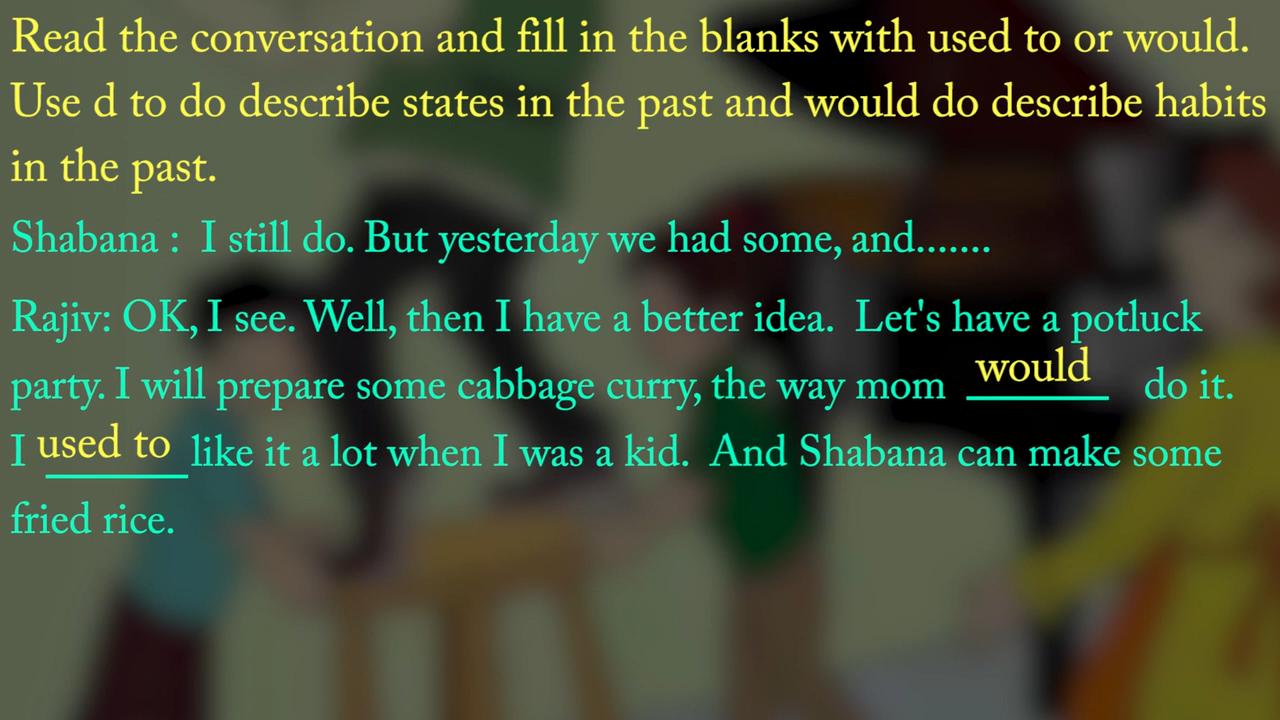 Read the conversation and fill in the blanks with used to or would.
Use d to do describe states in the past and would do describe habits
in the past.
Shabana :  I still do. But yesterday we had some, and.......
Rajiv: OK, I see. Well, then I have a better idea.  Let's have a potluck
party. I will prepare some cabbage curry, the way mom would do it.
I used to like it a lot when I was a kid.  And Shabana can make some
fried rice.